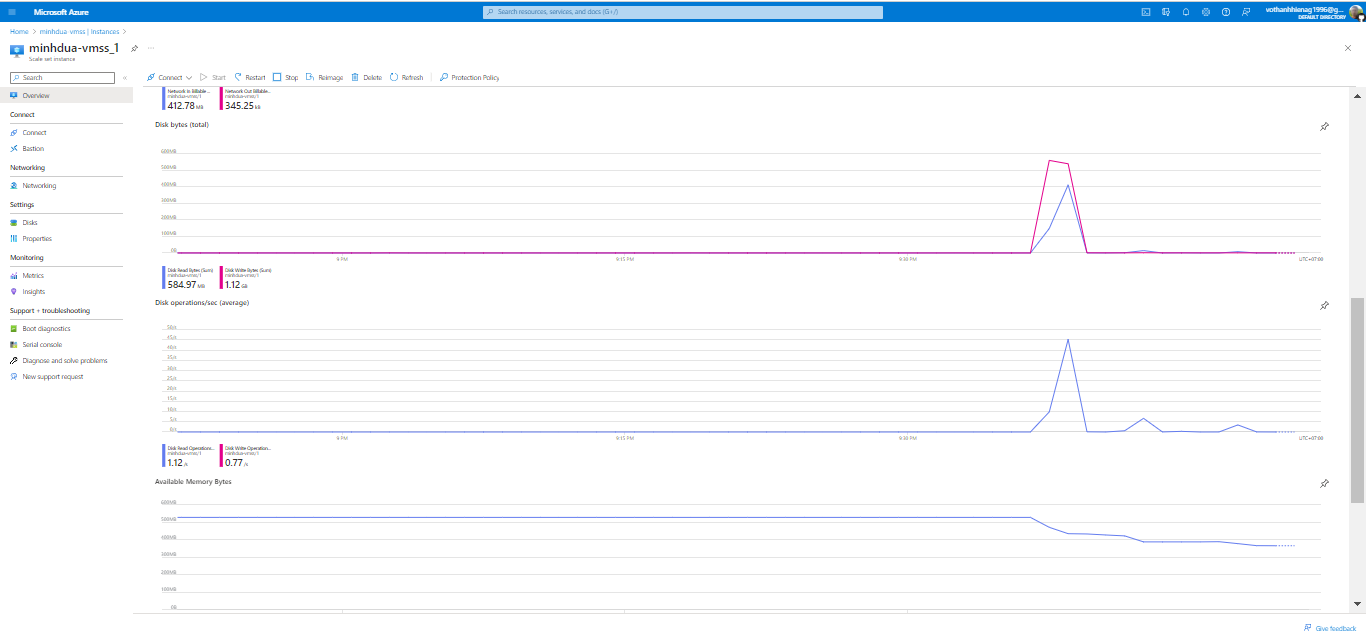 Microsoft Azure
Search resources, services, and docs (G+/)
vothanhhienag1996@g...
DEFAULT DIRECTORY
Home > minhdua-vmss | Instances >
minhdua-vmss_1
Scale set instance
Search
Connect Start Restart Stop Reimage Delete Refresh Protection Policy
Overview
Connect
Connect
Bastion
Networking
Networking
Settings
Disks
Properties
Monitoring
Metrics
Insights
Support + troubleshooting
Boot diagnostics
Serial console
Diagnose and solve problems
New support request
Network In Billable... Network Out Billable...
minhdua-vmss/1 minhdua-vmss/1
412.78 MB 345.25 kB
Disk bytes (total)
600MB
500MB
400MB
300MB
200MB
100MB
0B
9 PM 9:15 PM 9:30 PM UTC+07:00
Disk Read Bytes (Sum) Disk Write Bytes (Sum)
minhdua-vmss/1 minhdua-vmss/1
584.97 MB 1.12 GB
Disk operations/sec (average)
50/s
45/s
40/s
35/s
30/s
25/s
20/s
15/s
10/s
5/s
0/s
9 PM 9:15 PM 9:30 PM UTC+07:00
Disk Read Operation... Disk Write Operation...
minhdua-vmss/1 minhdua-vmss/1
1.12 /s 0.77 /s
Available Memory Bytes
600MB
500MB
400MB
300MB
200MB
100MB
0B
Give feedback